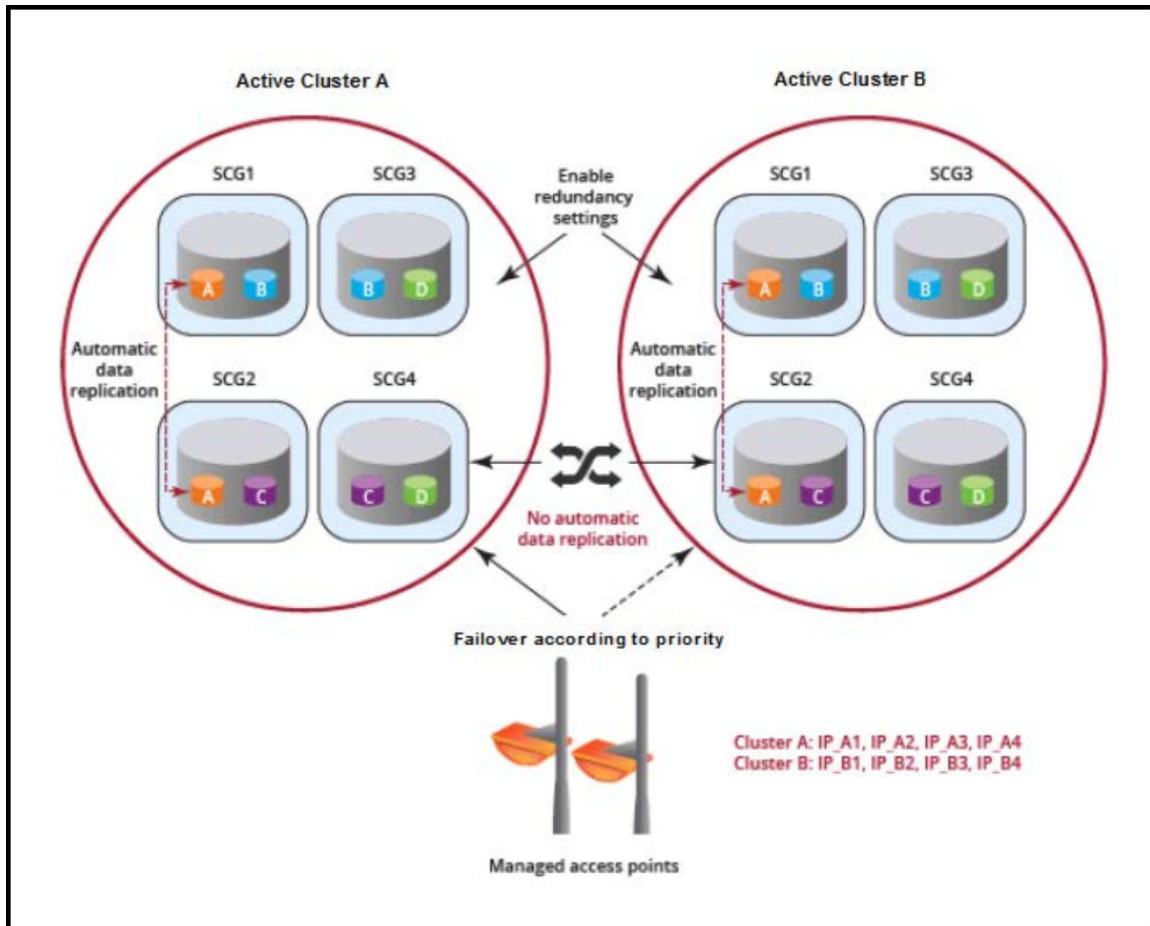 Active Cluster A
Active Cluster B
SCG1
SCG3
Enable
redundancy
settings
SCG1
SCG3
A
B
B
D
A
B
B
D
Automatic
data
replication
Automatic
data
replication
SCG2
SCG4
SCG2
SCG4
A
C
C
D
No automatic
data replication
A
C
C
D
Failover according to priority
Cluster A: IP_A1, IP_A2, IP_A3, IP_A4
Cluster B: IP_B1, IP_B2, IP_B3, IP_B4
Managed access points